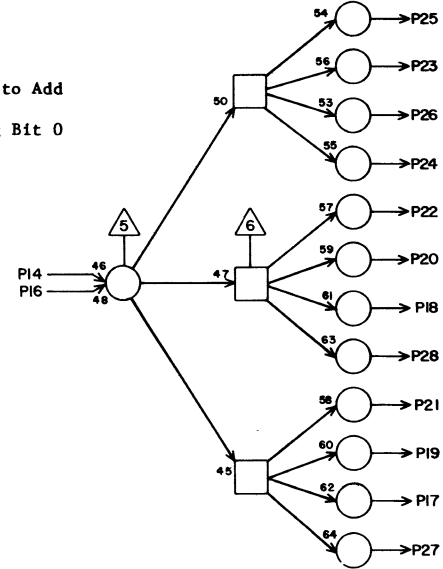 54 P25
to Add
56 P23
50
53 P26
Bit 0
55 P24
57 P22
5 6
59 P20
P14 46 47
P16 48
61 P18
63 P28
58 P21
60 P19
45
62 P17
64 P27